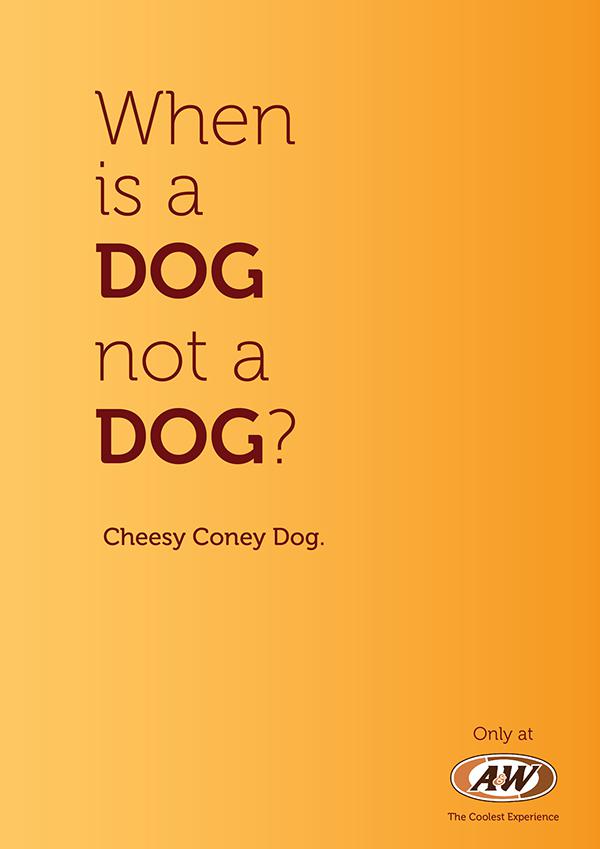 When
is a
DOG
not a
DOG?
Cheesy Coney Dog.
Only at
A&W
The Coolest Experience